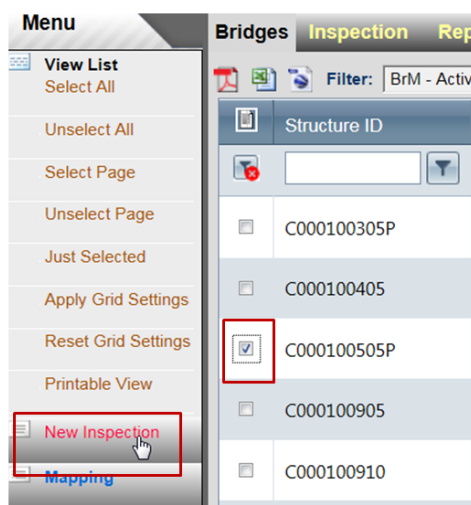 Menu
View List
Select All
Unselect All
Select Page
Unselect Page
Just Selected
Apply Grid Settings
Reset Grid Settings
Printable View
New Inspection
Mapping
Bridges Inspection Rep
Filter: BrM - Activ
Structure ID
C000100305P
C000100405
C000100505P
C000100905
C000100910